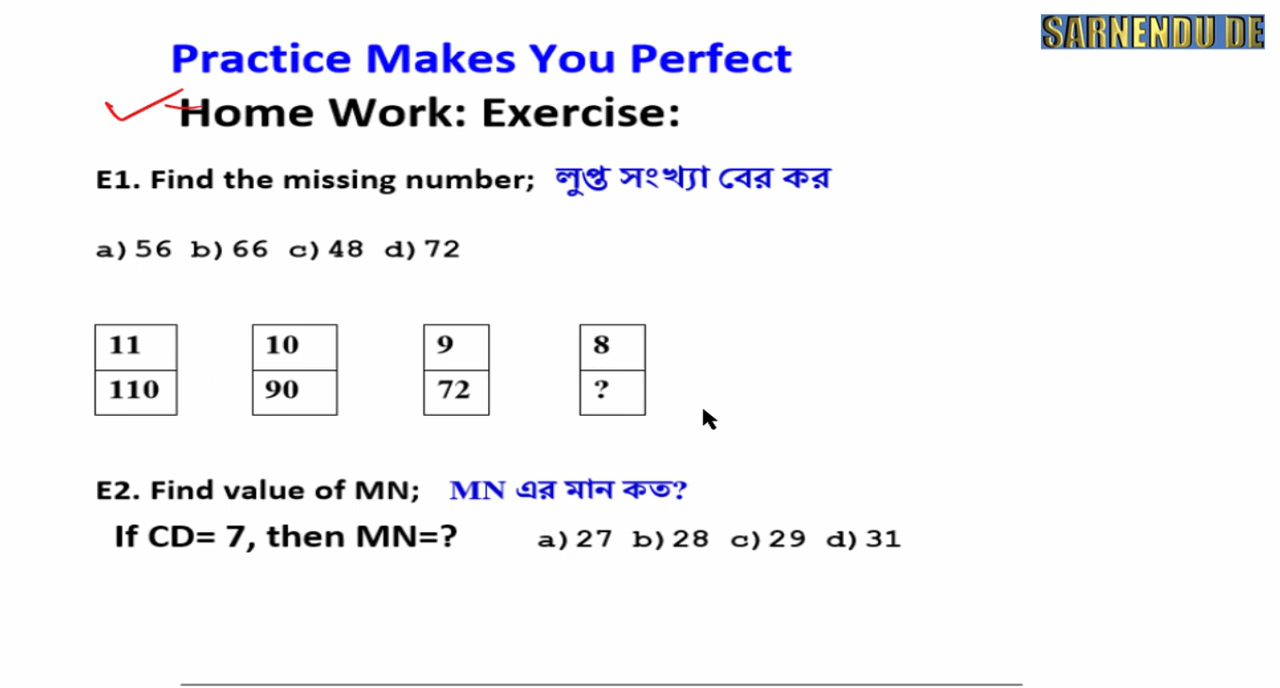 SARNENDU DE
Practice Makes You Perfect
Home Work: Exercise:
E1. Find the missing number; লুপ্ত সংখ্যা বের কর
a) 56 b) 66 c) 48 d) 72
11 10 9 8
110 90 72 ?
E2. Find value of MN; MN এর মান কত?
If CD= 7, then MN=? a) 27 b) 28 c) 29 d) 31